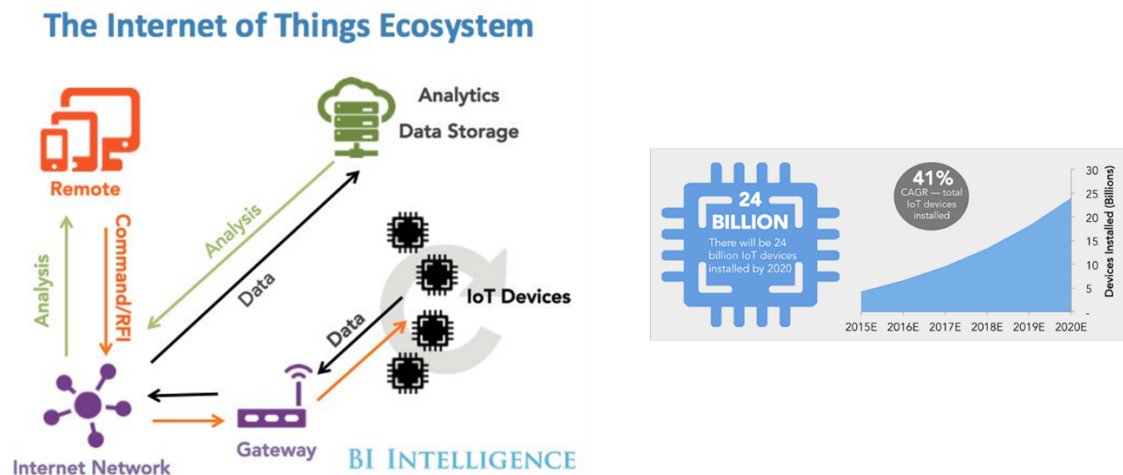 The Internet of Things Ecosystem
Analytics
Data Storage
Remote
Analysis
Command/RFI
Analysis
Data
IoT Devices
Data
Internet Network
Gateway
BI INTELLIGENCE
24
BILLION
There will be 24
billion IoT devices
installed by 2020
41%
CAGR — total
IoT devices
installed
30
25
20
15
10
5
-
Devices Installed (Billions)
2015E 2016E 2017E 2018E 2019E 2020E